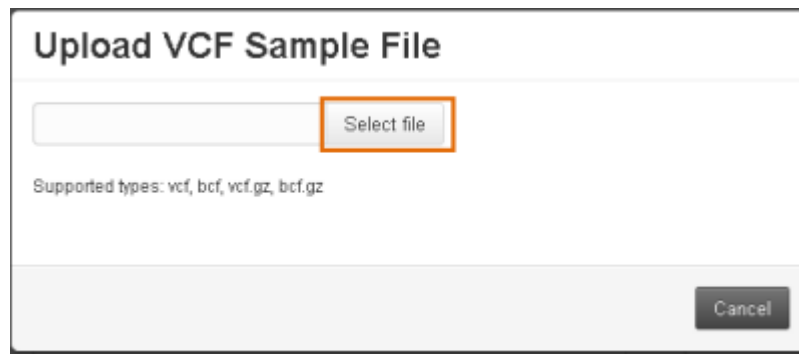 Upload VCF Sample File
Select file
Supported types: vcf, bcf, vcf.gz, bcf.gz
Cancel